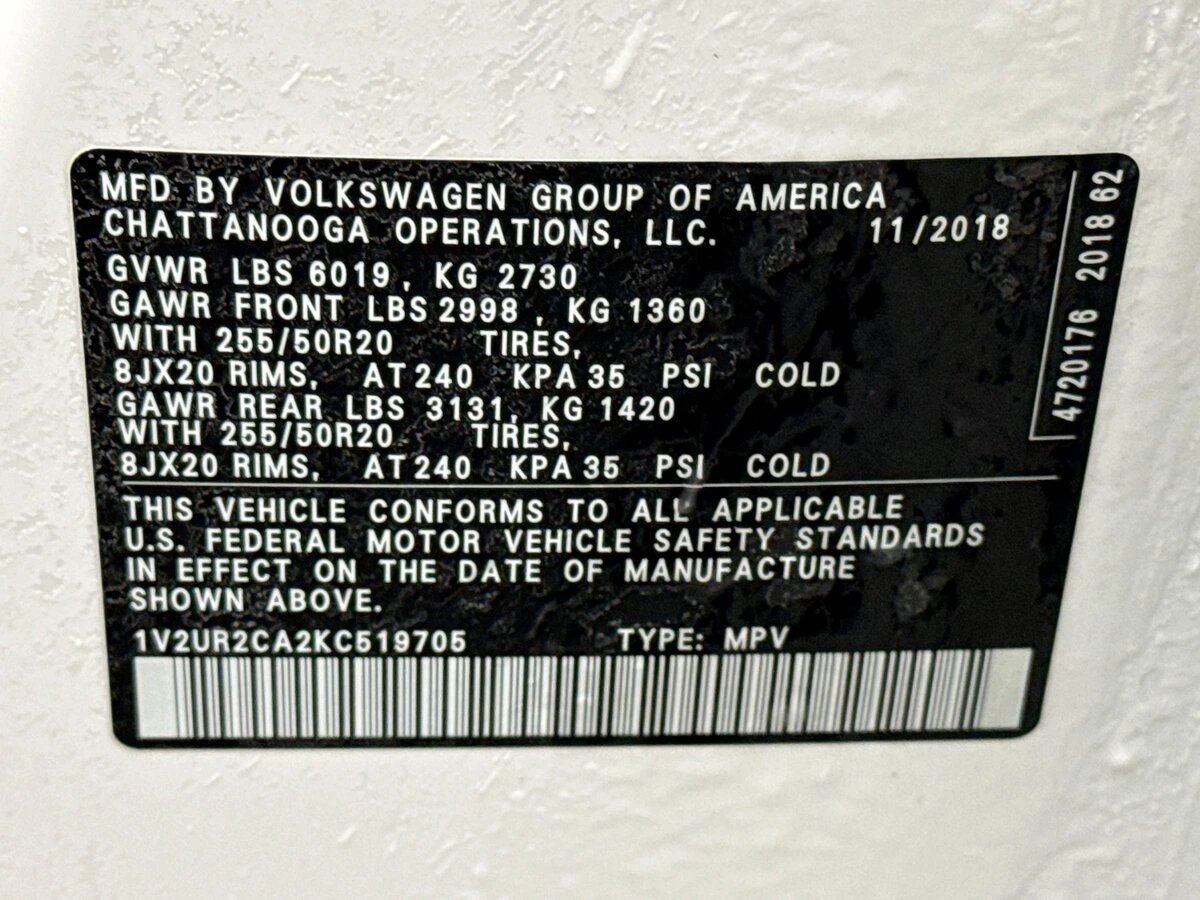 MFD BY VOLKSWAGEN GROUP OF AMERICA
CHATTANOOGA OPERATIONS, LLC. 11/2018
GVWR LBS 6019, KG 2730
GAWR FRONT LBS 2998, KG 1360
WITH 255/50R20 TIRES,
8JX20 RIMS, AT 240 KPA 35 PSI COLD
GAWR REAR LBS 3131, KG 1420
WITH 255/50R20 TIRES,
8JX20 RIMS, AT 240 KPA 35 PSI COLD
THIS VEHICLE CONFORMS TO ALL APPLICABLE
U.S. FEDERAL MOTOR VEHICLE SAFETY STANDARDS
IN EFFECT ON THE DATE OF MANUFACTURE
SHOWN ABOVE.
1V2UR2CA2KC519705 TYPE: MPV
4720176 2018 62